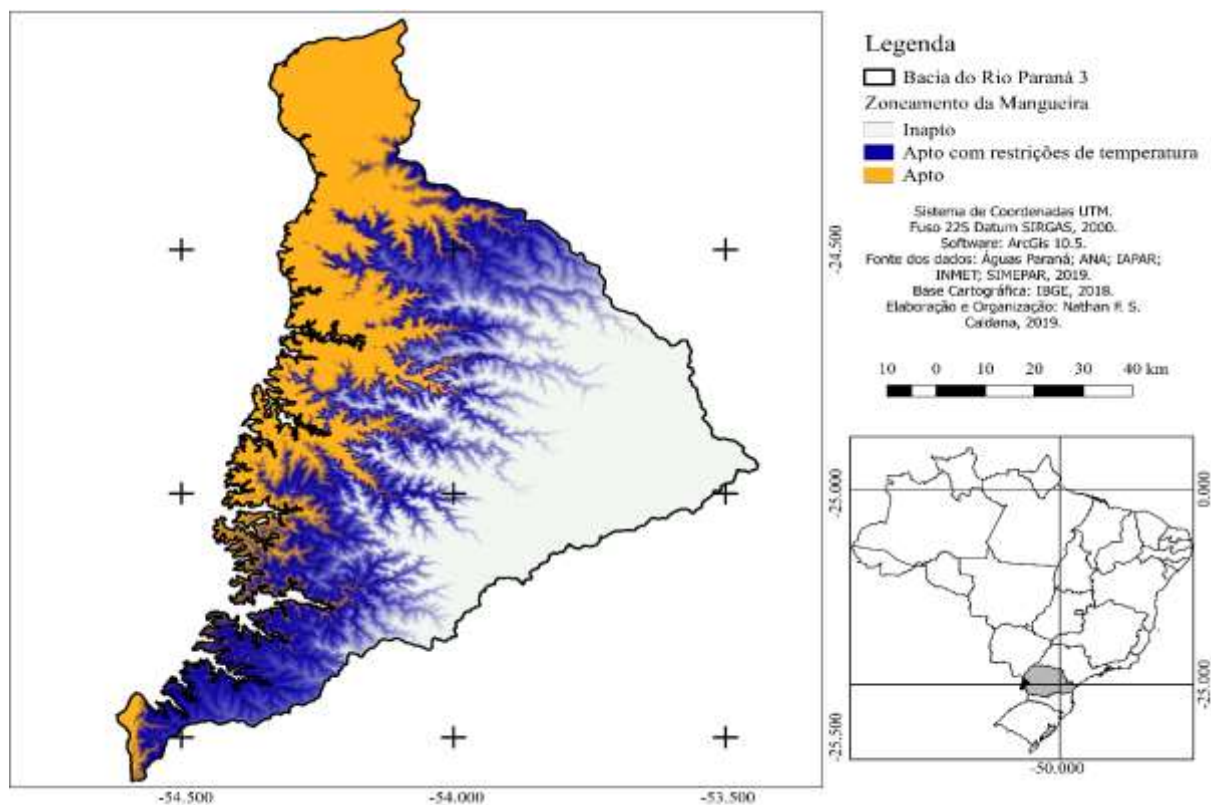 Legenda
Bacia do Rio Paraná 3
Zoneamento da Mangueira
Inapto
Apto com restrições de temperatura
Apto
Sistema de Coordenadas UTM.
Fuso 22S Datum SIRGAS, 2000.
Software: ArcGis 10.5.
Fonte dos dados: Águas Paraná; ANA; IAPAR;
INMET; SIMEPAR, 2019.
Base Cartográfica: IBGE, 2018.
Elaboração e Organização: Nathan F. S.
Caldana, 2019.
10 0 10 20 30 40 km
-24.500
-25.000
-25.500
-54.500 -54.000 -53.500
0.000
-25.000
-50.000